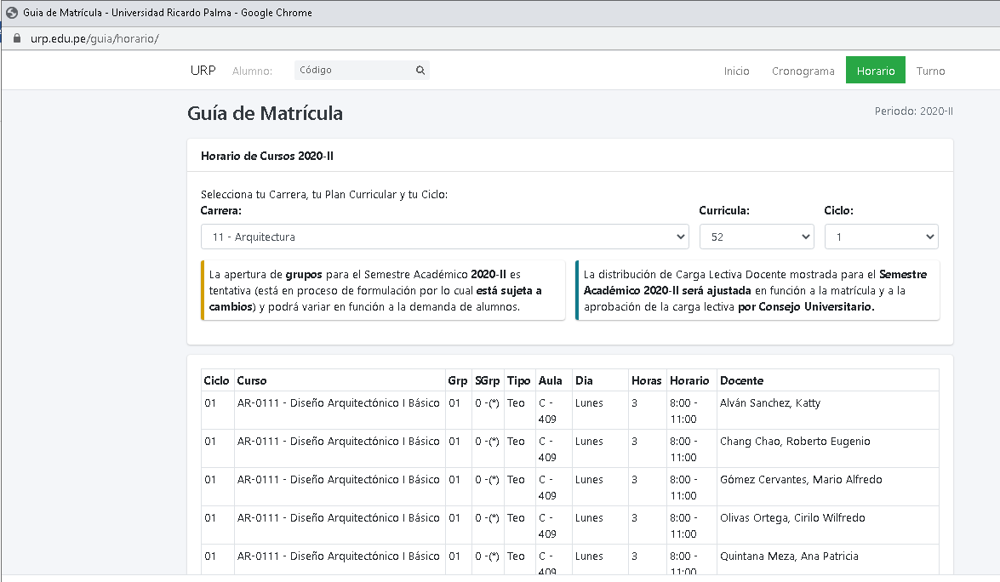 Guia de Matrícula - Universidad Ricardo Palma - Google Chrome
urp.edu.pe/guia/horario/
URP Alumno: Código Inicio Cronograma Horario Turno
Guía de Matrícula Periodo: 2020-II
Horario de Cursos 2020-II
Selecciona tu Carrera, tu Plan Curricular y tu Ciclo:
Carrera: Curricula: Ciclo:
11 - Arquitectura 52 1
La apertura de grupos para el Semestre Académico 2020-II es
tentativa (está en proceso de formulación por lo cual está sujeta a
cambios) y podrá variar en función a la demanda de alumnos.
La distribución de Carga Lectiva Docente mostrada para el Semestre
Académico 2020-II será ajustada en función a la matrícula y a la
aprobación de la carga lectiva por Consejo Universitario.
Ciclo Curso Grp SGrp Tipo Aula Dia Horas Horario Docente
01 AR-0111 - Diseño Arquitectónico I Básico 01 0 -(*) Teo C - Lunes 3 8:00 - Alván Sanchez, Katty
409 11:00
01 AR-0111 - Diseño Arquitectónico I Básico 01 0 -(*) Teo C - Lunes 3 8:00 - Chang Chao, Roberto Eugenio
409 11:00
01 AR-0111 - Diseño Arquitectónico I Básico 01 0 -(*) Teo C - Lunes 3 8:00 - Gómez Cervantes, Mario Alfredo
409 11:00
01 AR-0111 - Diseño Arquitectónico I Básico 01 0 -(*) Teo C - Lunes 3 8:00 - Olivas Ortega, Cirilo Wilfredo
409 11:00
01 AR-0111 - Diseño Arquitectónico I Básico 01 0 -(*) Teo C - Lunes 3 8:00 - Quintana Meza, Ana Patricia
409 11:00